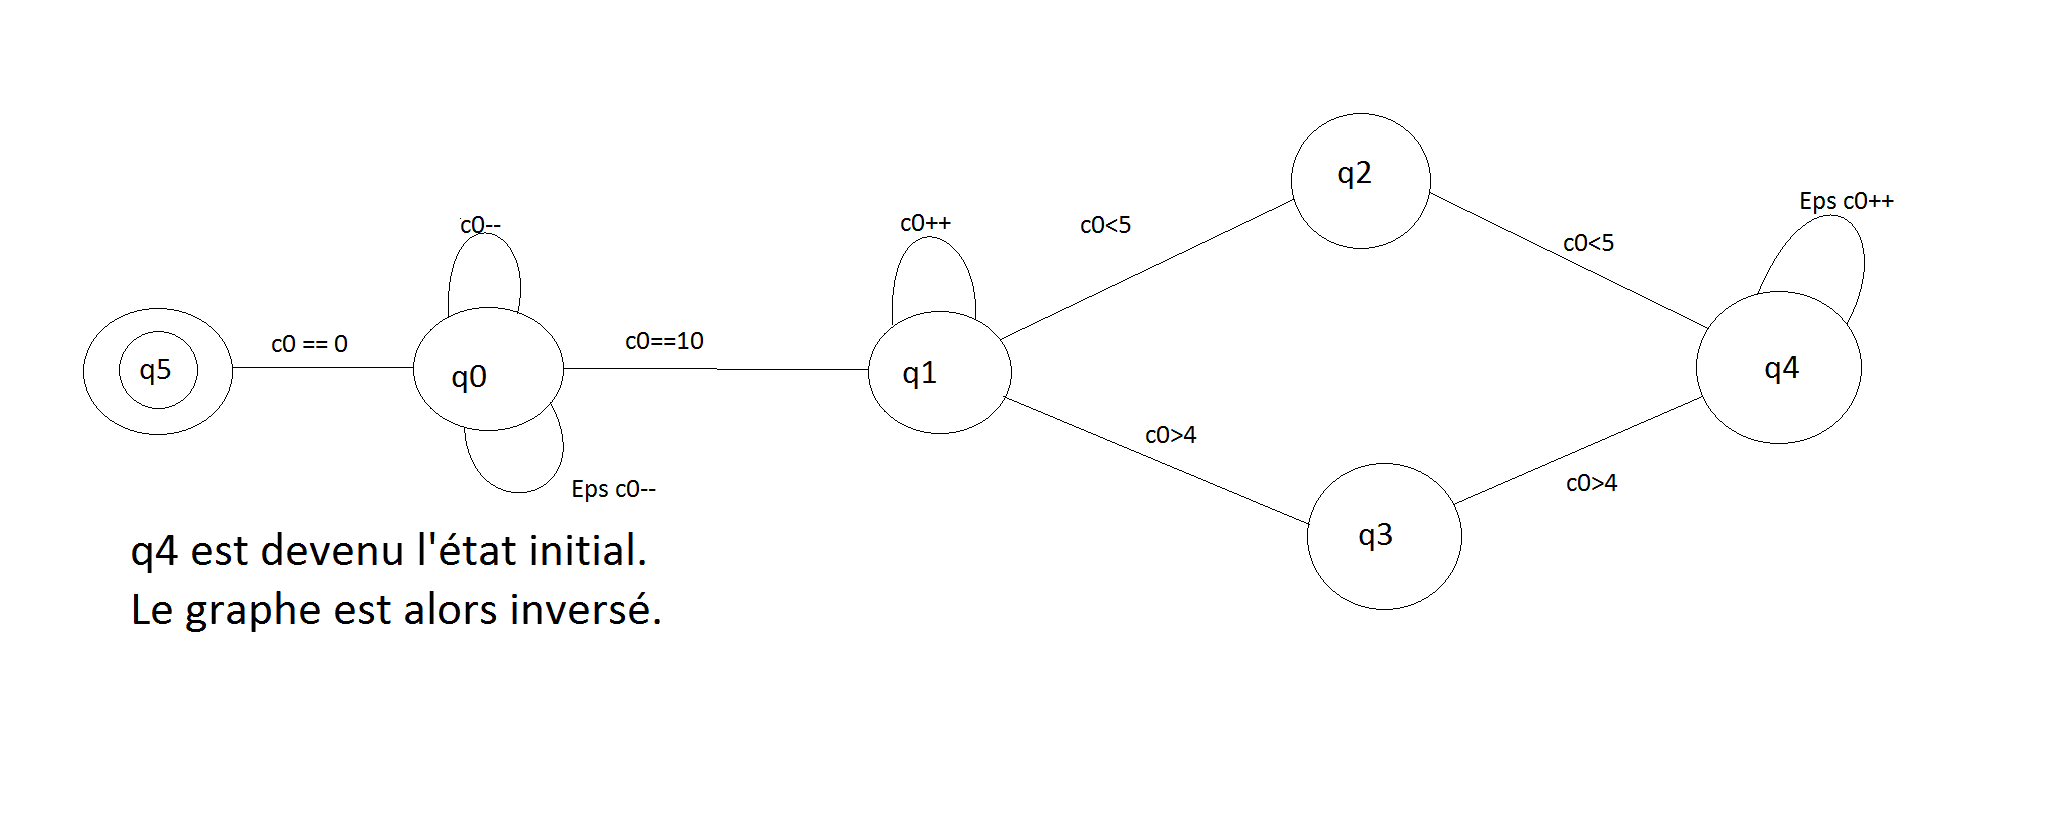 q2
Eps c0++
c0--
c0++
c0<5
c0<5
c0 == 0
c0==10
q5
q0
q1
q4
c0>4
c0>4
Eps c0--
q3
q4 est devenu l'état initial.
Le graphe est alors inversé.